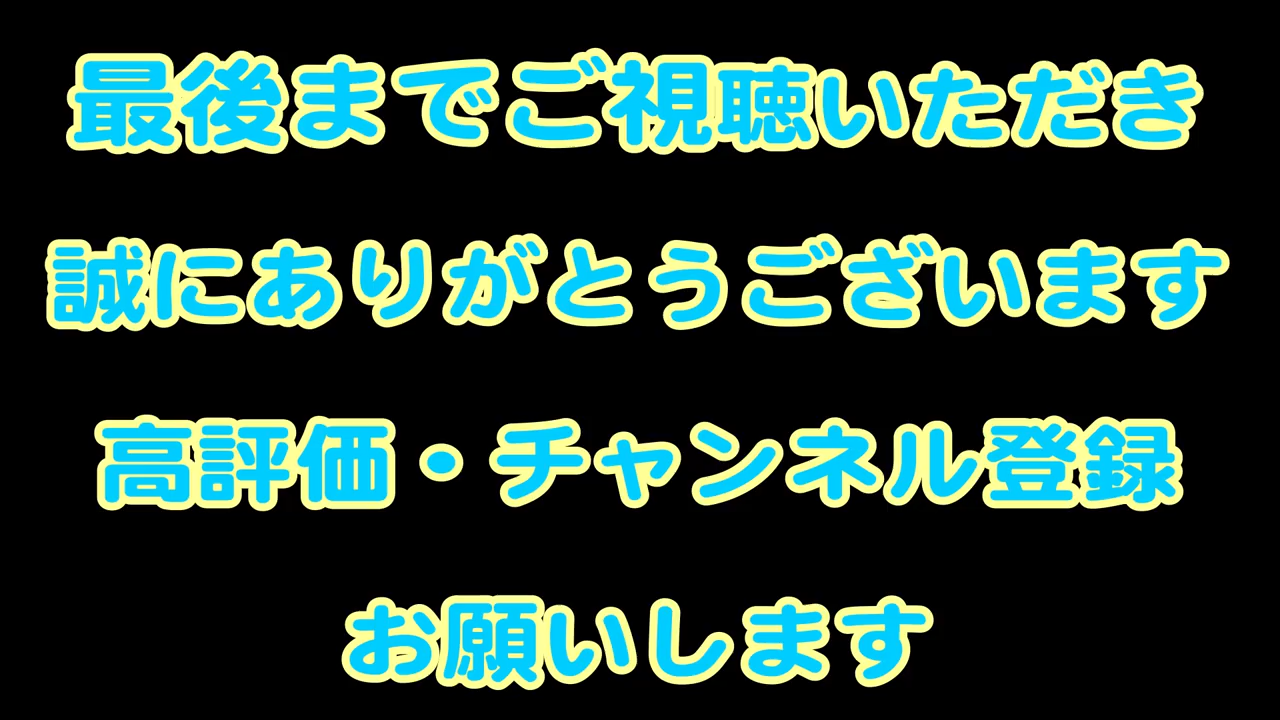 最後までご視聴いただき
誠にありがとうございます
高評価・チャンネル登録
お願いします